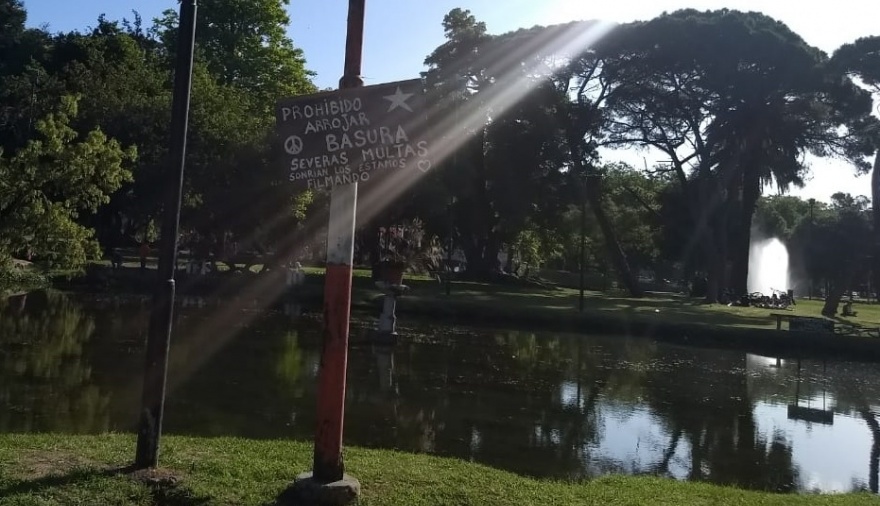 PROHIBIDO
ARROJAR
BASURA
SEVERAS MULTAS
SONRIAN LOS ESTAMOS
FILMANDO